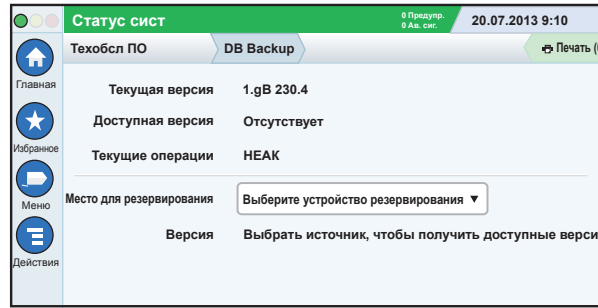 Статус сист
0 Предупр.
0 Ав. сиг.
20.07.2013 9:10
Техобсл ПО
DB Backup
Печать (
Главная
Текущая версия 1.gB 230.4
Доступная версия Отсутствует
Избранное
Текущие операции НЕАК
Место для резервирования Выберите устройство резервирования ▼
Меню
Версия Выбрать источник, чтобы получить доступные верси
Действия